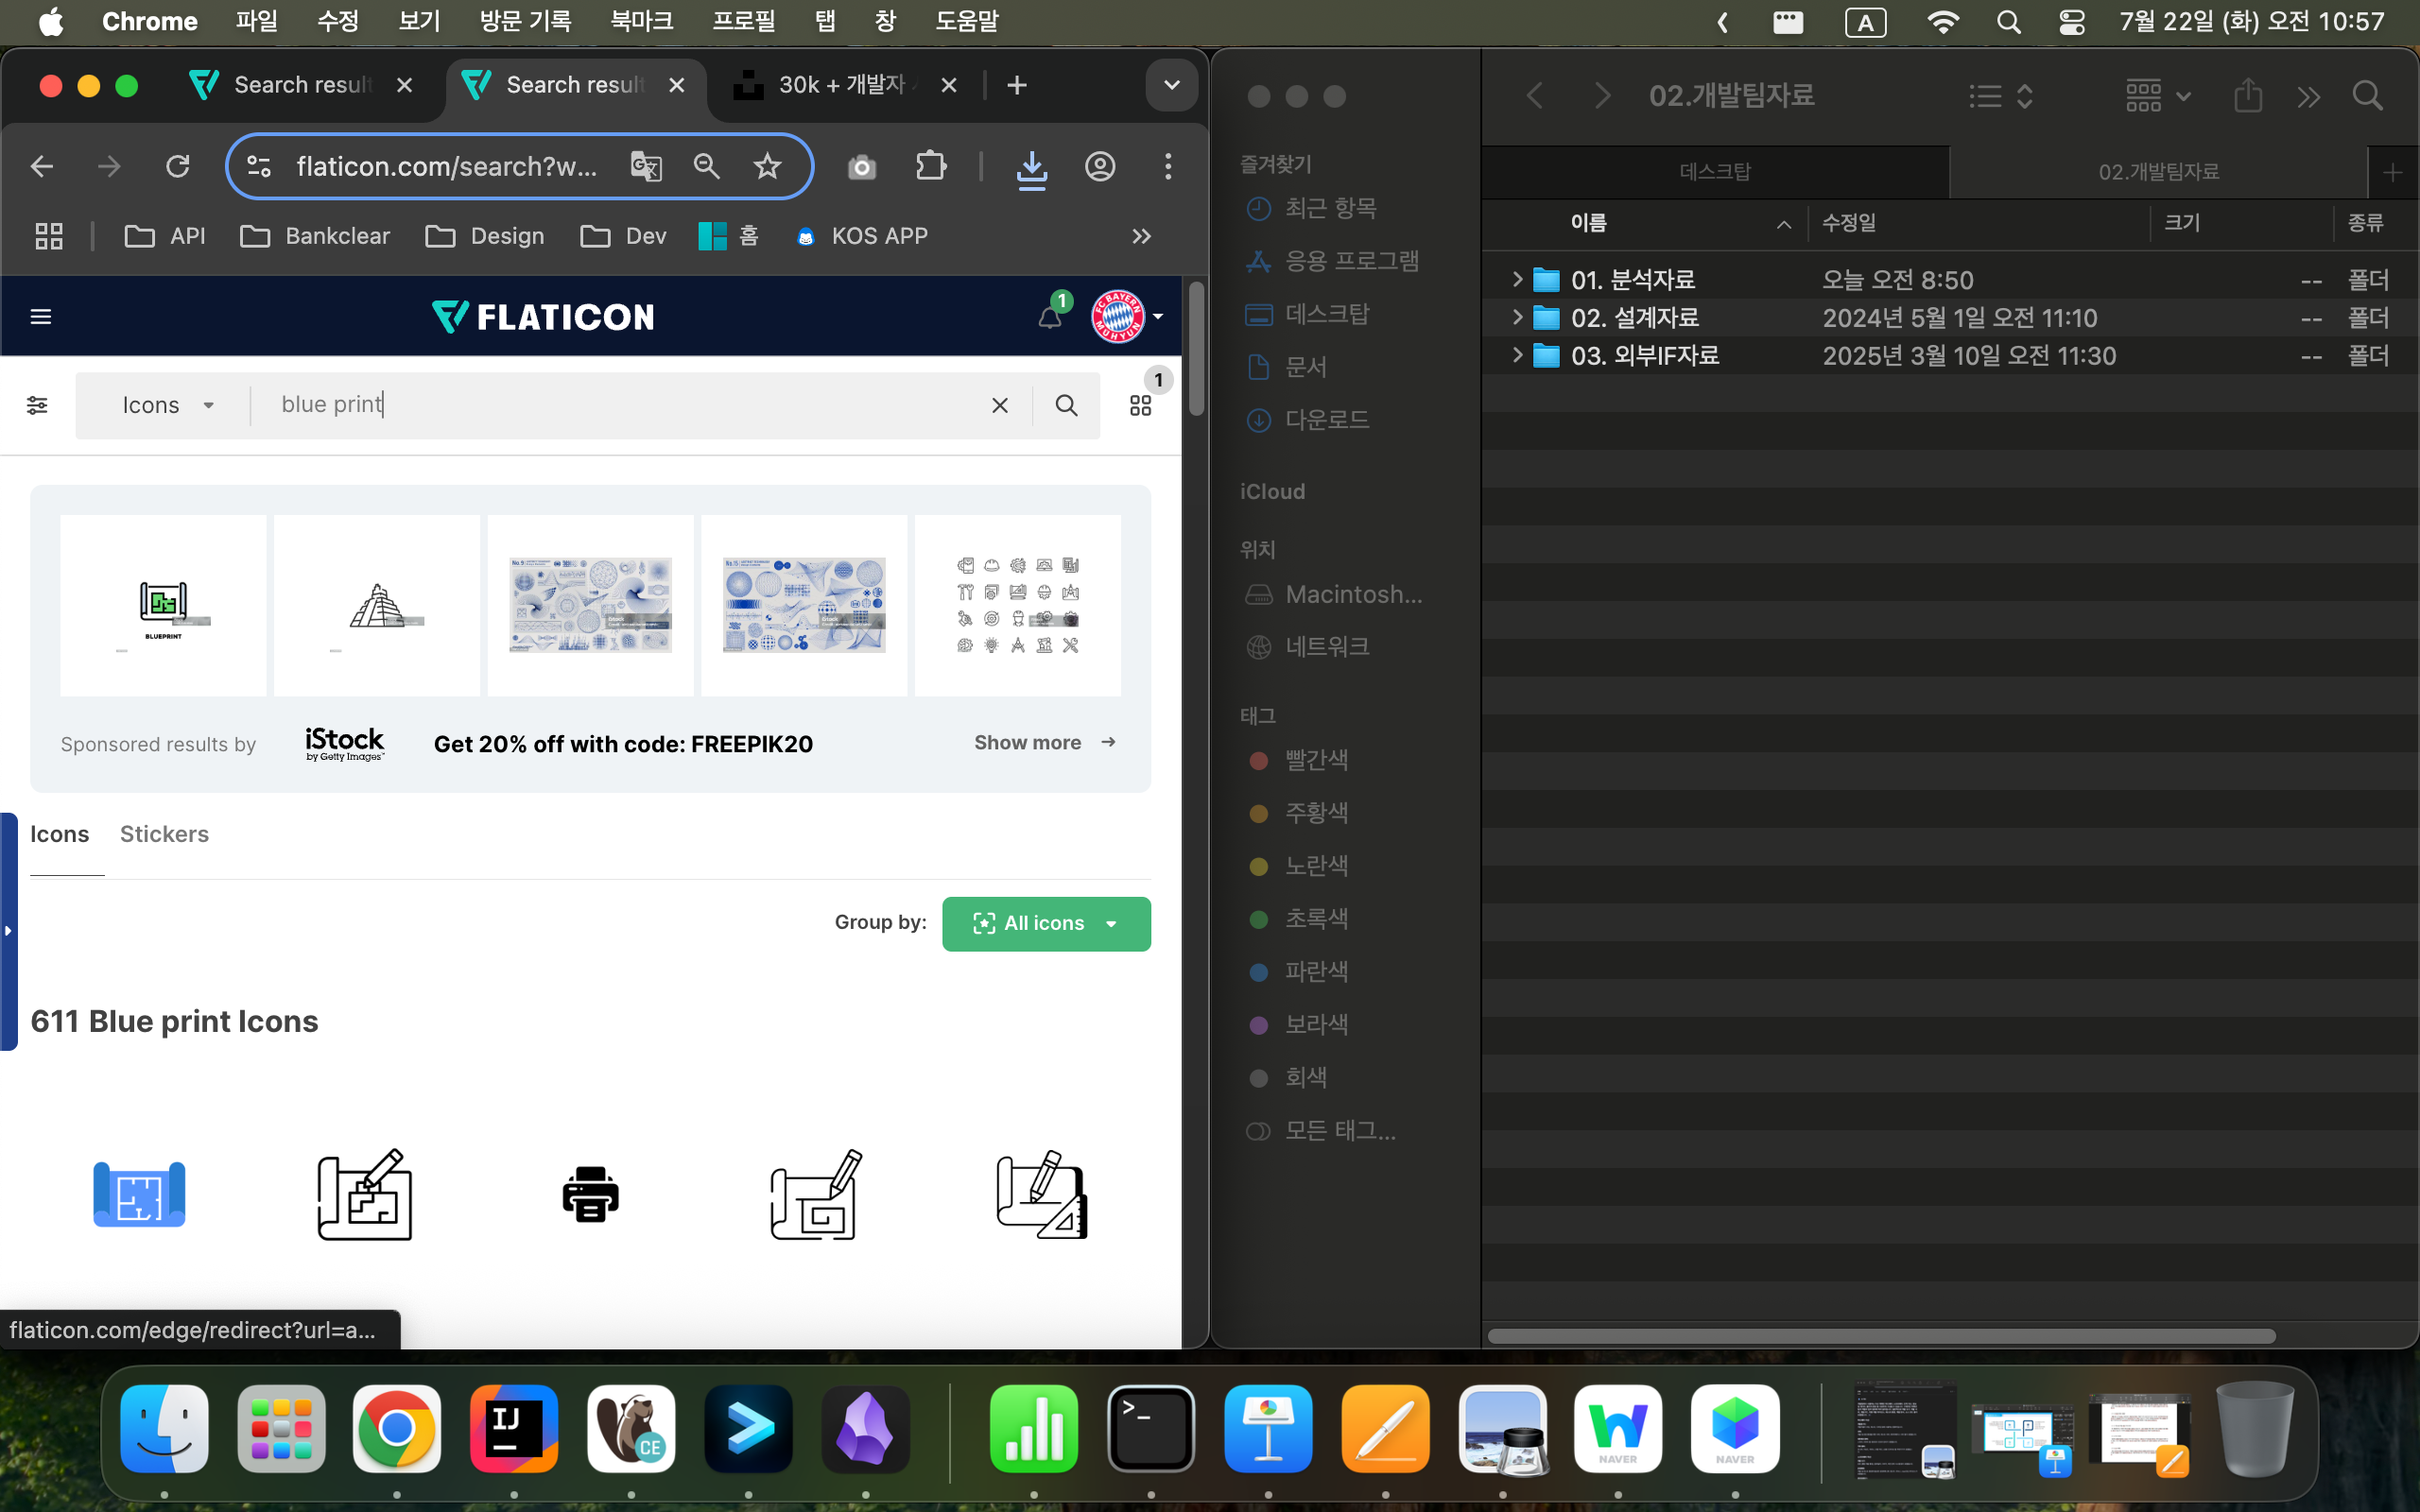 Chrome 파일 수정 보기 방문 기록 북마크 프로필 탭 창 도움말 A 7월 22일 (화) 오전 10:57
Search result
Search result
30k + 개발자
flaticon.com/search?w...
API
Bankclear
Design
Dev
홈
KOS APP
FLATICON
1
Icons
blue print
1
BLUEPRINT
Sponsored results by
iStock
by Getty Images™
Get 20% off with code: FREEPIK20
Show more
Icons
Stickers
Group by:
All icons
611 Blue print Icons
flaticon.com/edge/redirect?url=a...
즐겨찾기
최근 항목
응용 프로그램
데스크탑
문서
다운로드
iCloud
위치
Macintosh...
네트워크
태그
빨간색
주황색
노란색
초록색
파란색
보라색
회색
모든 태그...
02.개발팀자료
데스크탑
02.개발팀자료
이름 수정일 크기 종류
01. 분석자료 오늘 오전 8:50 -- 폴더
02. 설계자료 2024년 5월 1일 오전 11:10 -- 폴더
03. 외부IF자료 2025년 3월 10일 오전 11:30 -- 폴더
IJ
CE
NAVER
NAVER